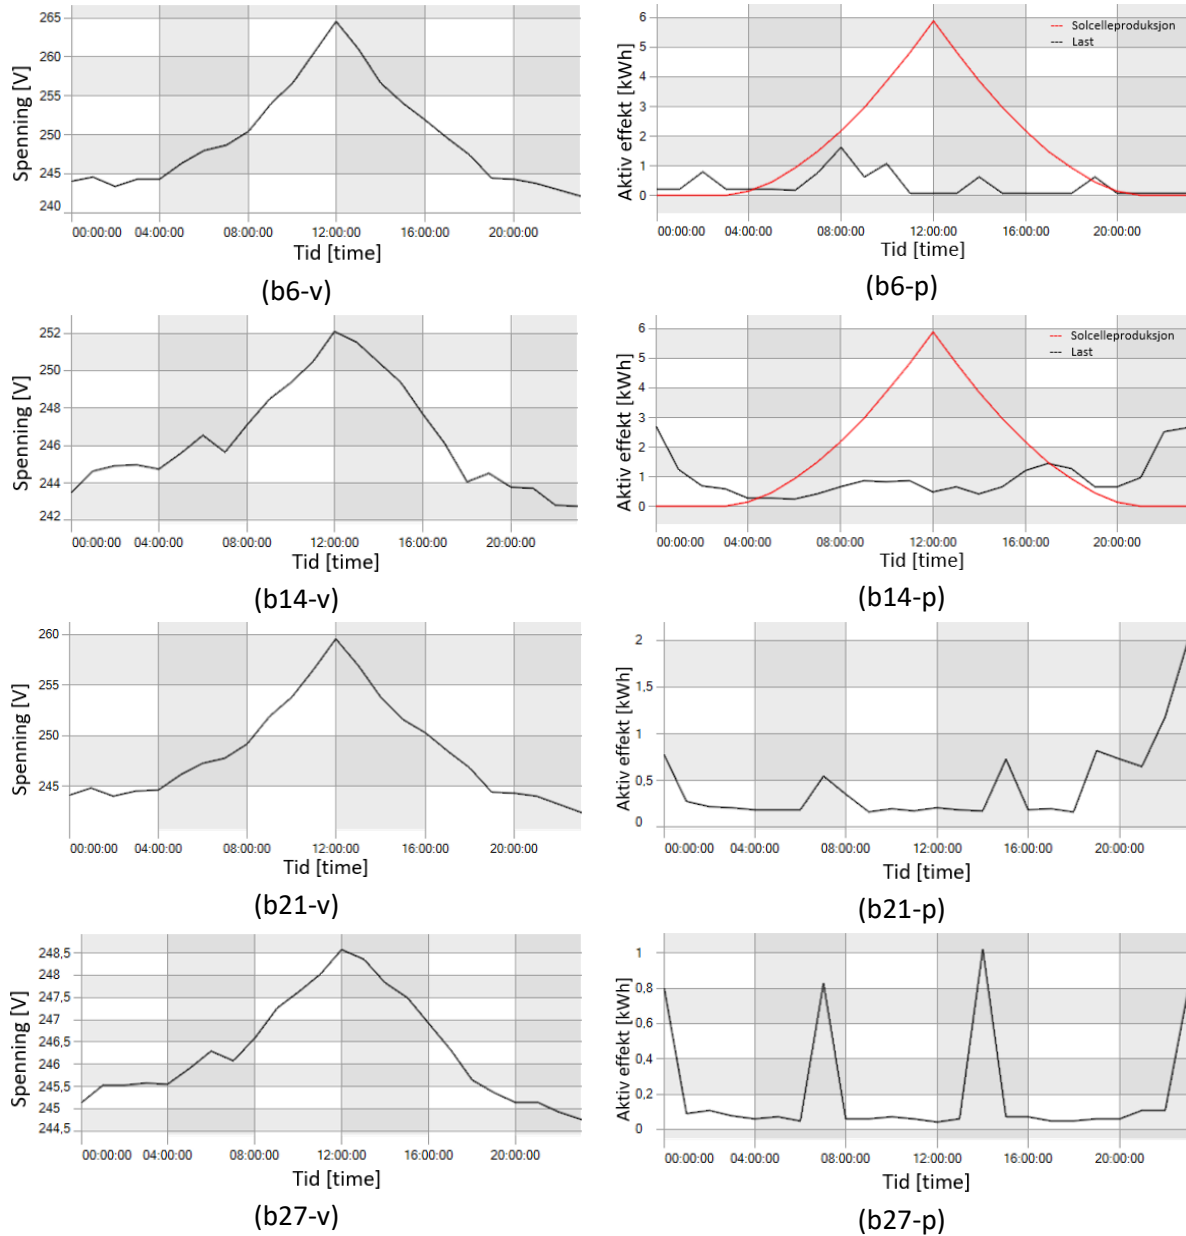 265
260
255
250
245
240
Spenning [V]
00:00:00 04:00:00 08:00:00 12:00:00 16:00:00 20:00:00
Tid [time]
(b6-v)
6
5
4
3
2
1
0
Aktiv effekt [kWh]
Solcelleproduksjon
Last
00:00:00 04:00:00 08:00:00 12:00:00 16:00:00 20:00:00
Tid [time]
(b6-p)
252
250
248
246
244
242
Spenning [V]
00:00:00 04:00:00 08:00:00 12:00:00 16:00:00 20:00:00
Tid [time]
(b14-v)
6
5
4
3
2
1
0
Aktiv effekt [kWh]
Solcelleproduksjon
Last
00:00:00 04:00:00 08:00:00 12:00:00 16:00:00 20:00:00
Tid [time]
(b14-p)
260
255
250
245
Spenning [V]
00:00:00 04:00:00 08:00:00 12:00:00 16:00:00 20:00:00
Tid [time]
(b21-v)
2
1,5
1
0,5
0
Aktiv effekt [kWh]
00:00:00 04:00:00 08:00:00 12:00:00 16:00:00 20:00:00
Tid [time]
(b21-p)
248,5
248
247,5
247
246,5
246
245,5
245
244,5
Spenning [V]
00:00:00 04:00:00 08:00:00 12:00:00 16:00:00 20:00:00
Tid [time]
(b27-v)
1
0,8
0,6
0,4
0,2
0
Aktiv effekt [kWh]
00:00:00 04:00:00 08:00:00 12:00:00 16:00:00 20:00:00
Tid [time]
(b27-p)